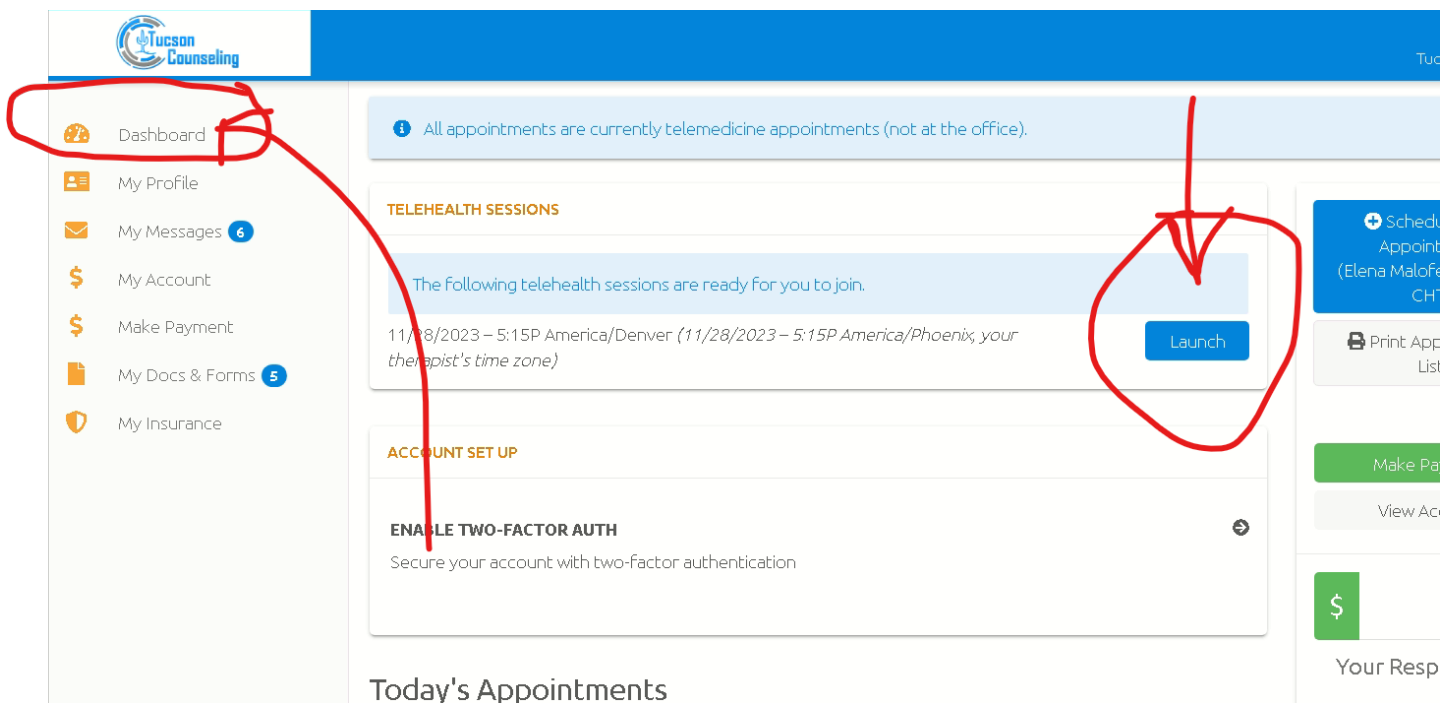 Tucson
Counseling
Tuc
Dashboard
My Profile
My Messages 6
My Account
Make Payment
My Docs & Forms 5
My Insurance
All appointments are currently telemedicine appointments (not at the office).
TELEHEALTH SESSIONS
The following telehealth sessions are ready for you to join.
11/28/2023 – 5:15P America/Denver (11/28/2023 – 5:15P America/Phoenix, your
therapist's time zone)
Launch
ACCOUNT SET UP
ENABLE TWO-FACTOR AUTH
Secure your account with two-factor authentication
Today's Appointments
Schedu
Appoint
(Elena Malofe
CHT
Print App
List
Make Pa
View Acc
$
Your Resp